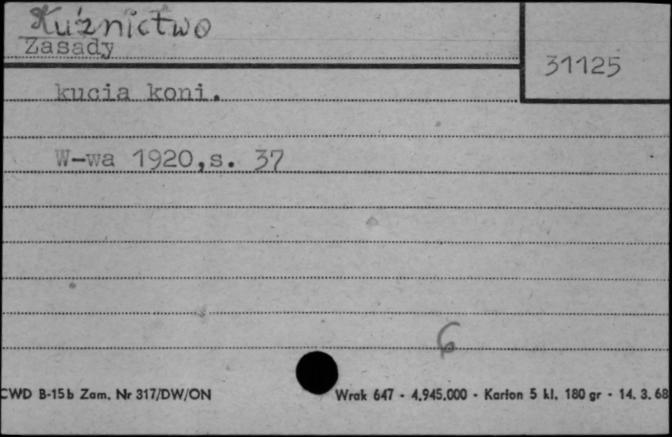 Kuźnictwo
Zasady
31125
kucia koni.
W-wa 1920,s. 37
6
CWD B-15b Zam. Nr 317/DW/ON Wrak 647 - 4.945.000 - Karton 5 kl. 180 gr - 14. 3. 68